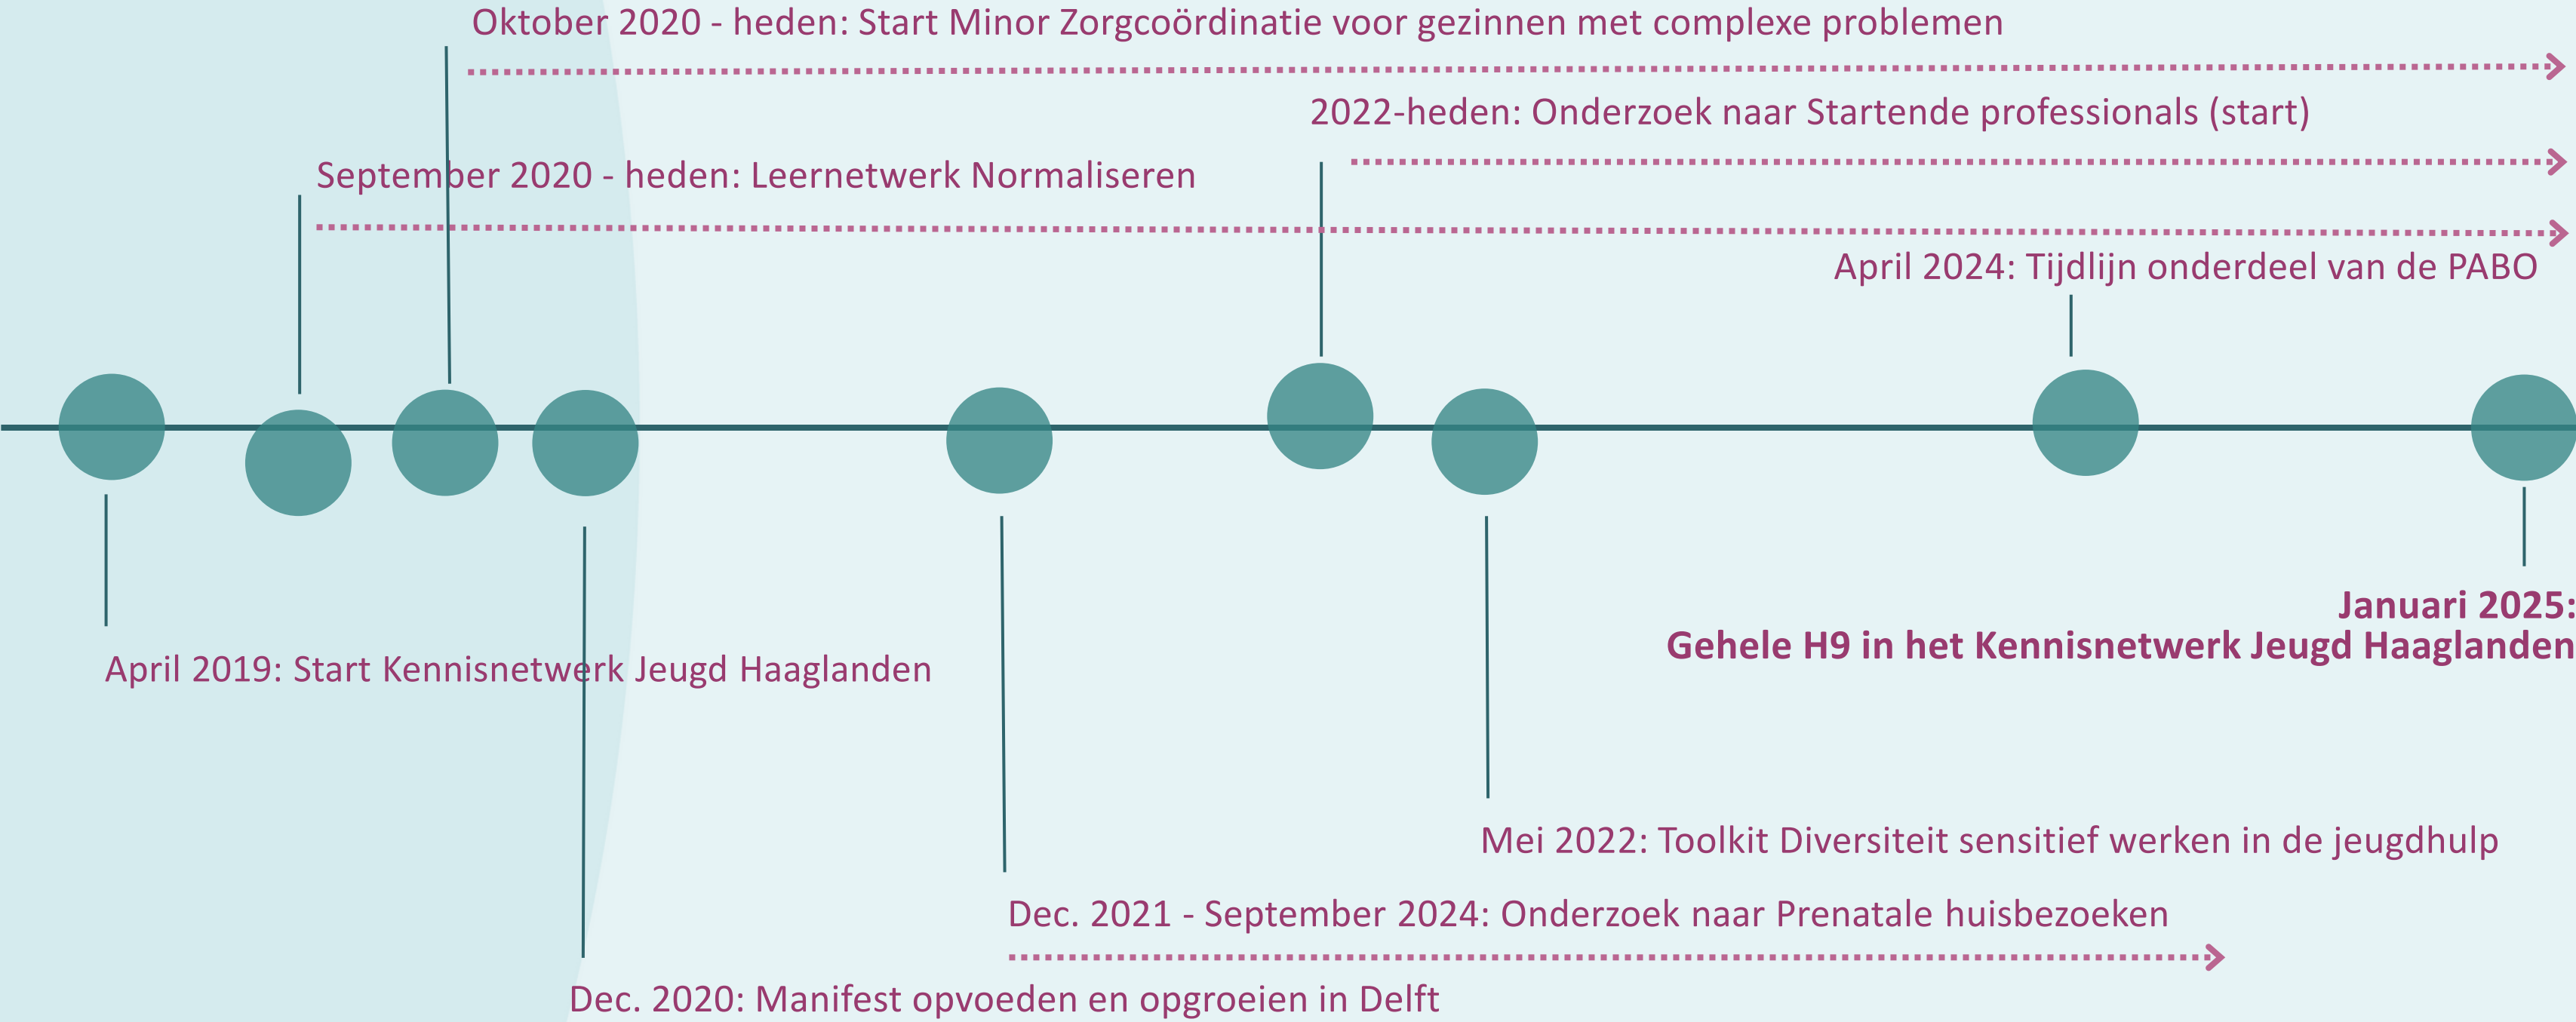 Oktober 2020 - heden: Start Minor Zorgcoördinatie voor gezinnen met complexe problemen
2022-heden: Onderzoek naar Startende professionals (start)
September 2020 - heden: Leernetwerk Normaliseren
April 2024: Tijdlijn onderdeel van de PABO
Januari 2025:
Gehele H9 in het Kennisnetwerk Jeugd Haaglanden
April 2019: Start Kennisnetwerk Jeugd Haaglanden
Mei 2022: Toolkit Diversiteit sensitief werken in de jeugdhulp
Dec. 2021 - September 2024: Onderzoek naar Prenatale huisbezoeken
Dec. 2020: Manifest opvoeden en opgroeien in Delft